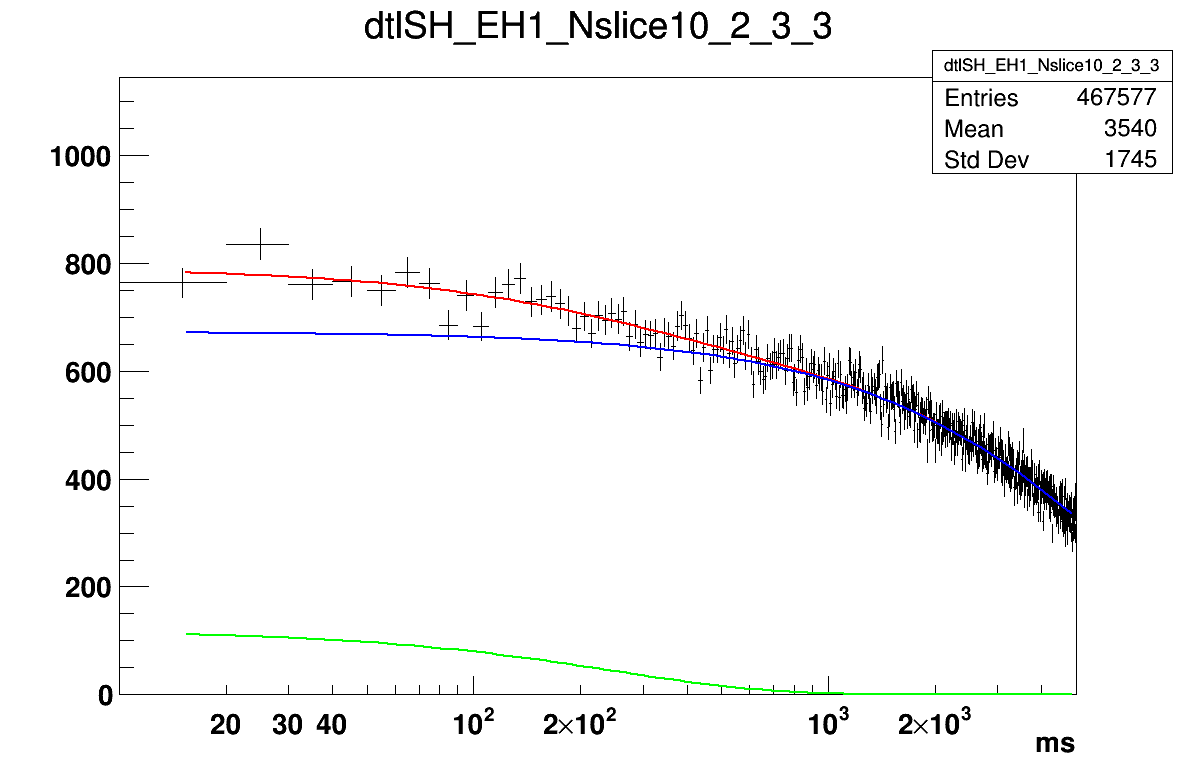 dtlSH_EH1_Nslice10_2_3_3
dtlSH_EH1_Nslice10_2_3_3
Entries 467577
Mean 3540
Std Dev 1745
1000
800
600
400
200
0
20 30 40 10² 2×10² 10³ 2×10³
ms